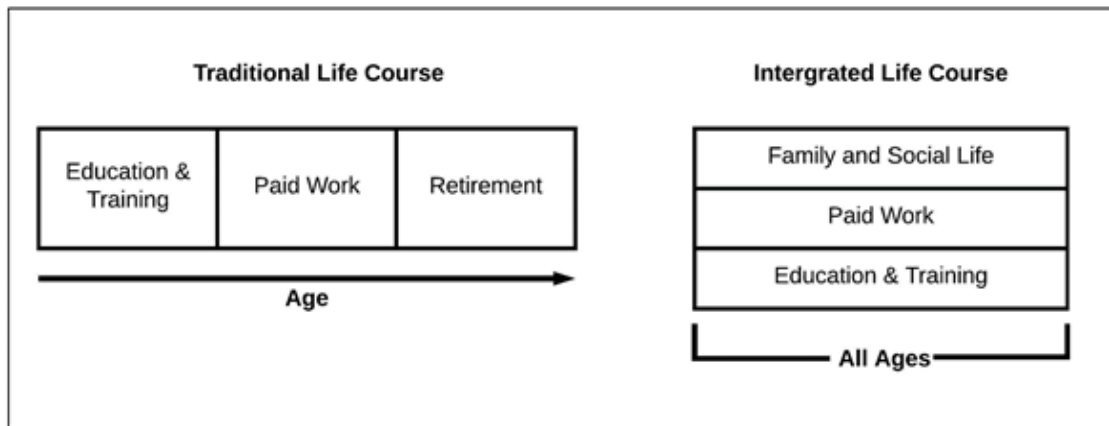 Traditional Life Course
Education &
Training
Paid Work
Retirement
Age
Intergrated Life Course
Family and Social Life
Paid Work
Education & Training
All Ages